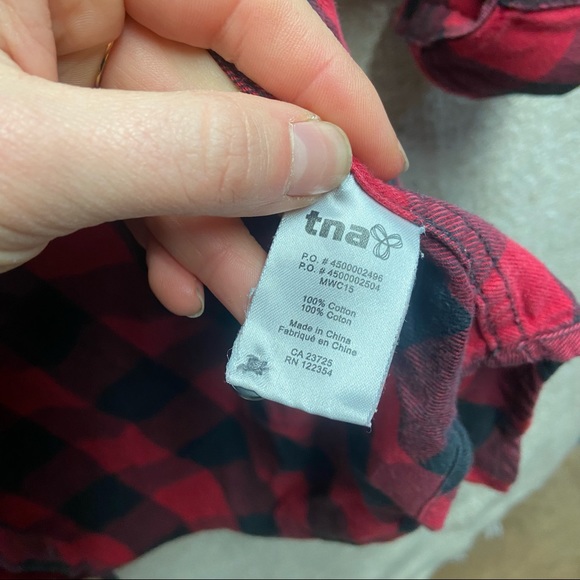 tna
P.O. # 4500002496
P.O. # 4500002504
MWC15
100% Cotton
100% Coton
Made in China
Fabriqué en Chine
CA 23725
RN 122354